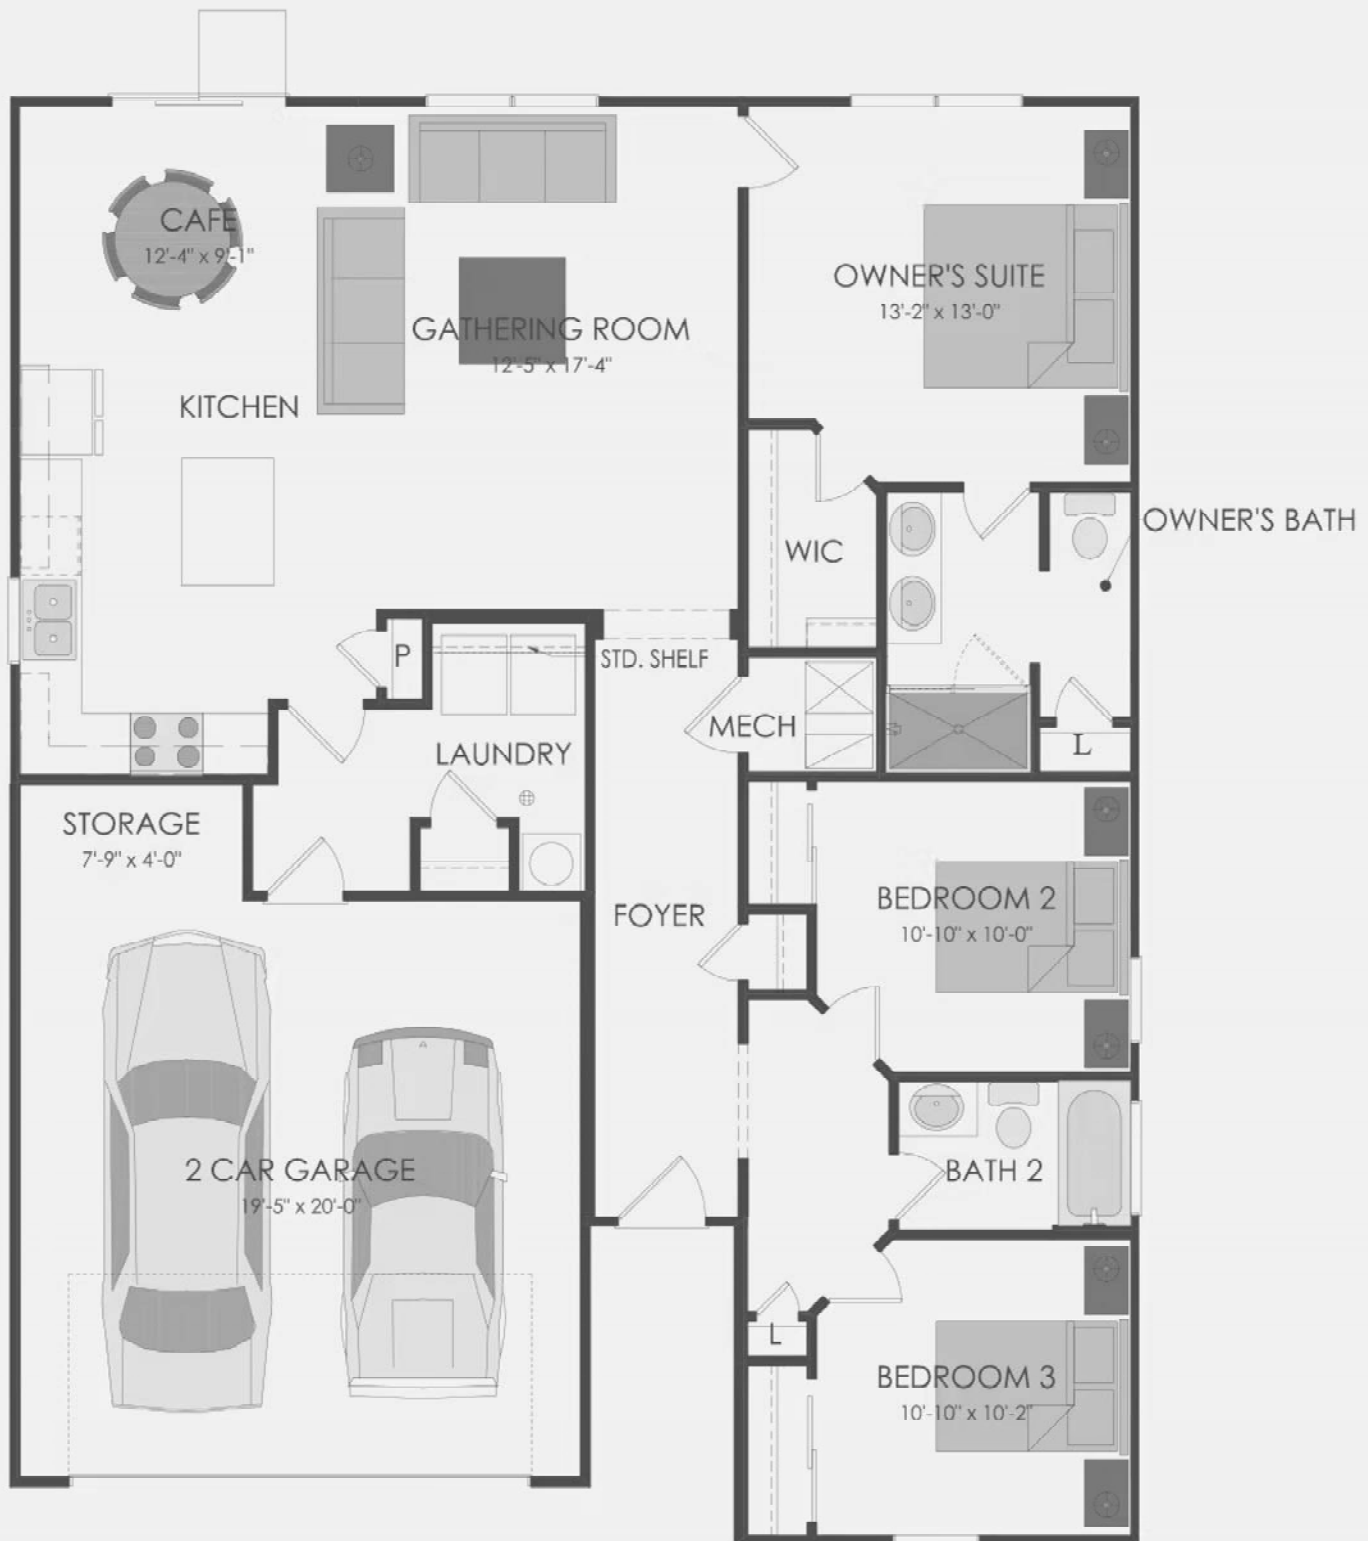 CAFE
12'-4" x 9'-1"
OWNER'S SUITE
13'-2" x 13'-0"
GATHERING ROOM
12'-5" x 17'-4"
KITCHEN
OWNER'S BATH
WIC
P
STD. SHELF
MECH
L
LAUNDRY
STORAGE
7'-9" x 4'-0"
FOYER
BEDROOM 2
10'-10" x 10'-0"
2 CAR GARAGE
19'-5" x 20'-0"
BATH 2
L
BEDROOM 3
10'-10" x 10'-2"